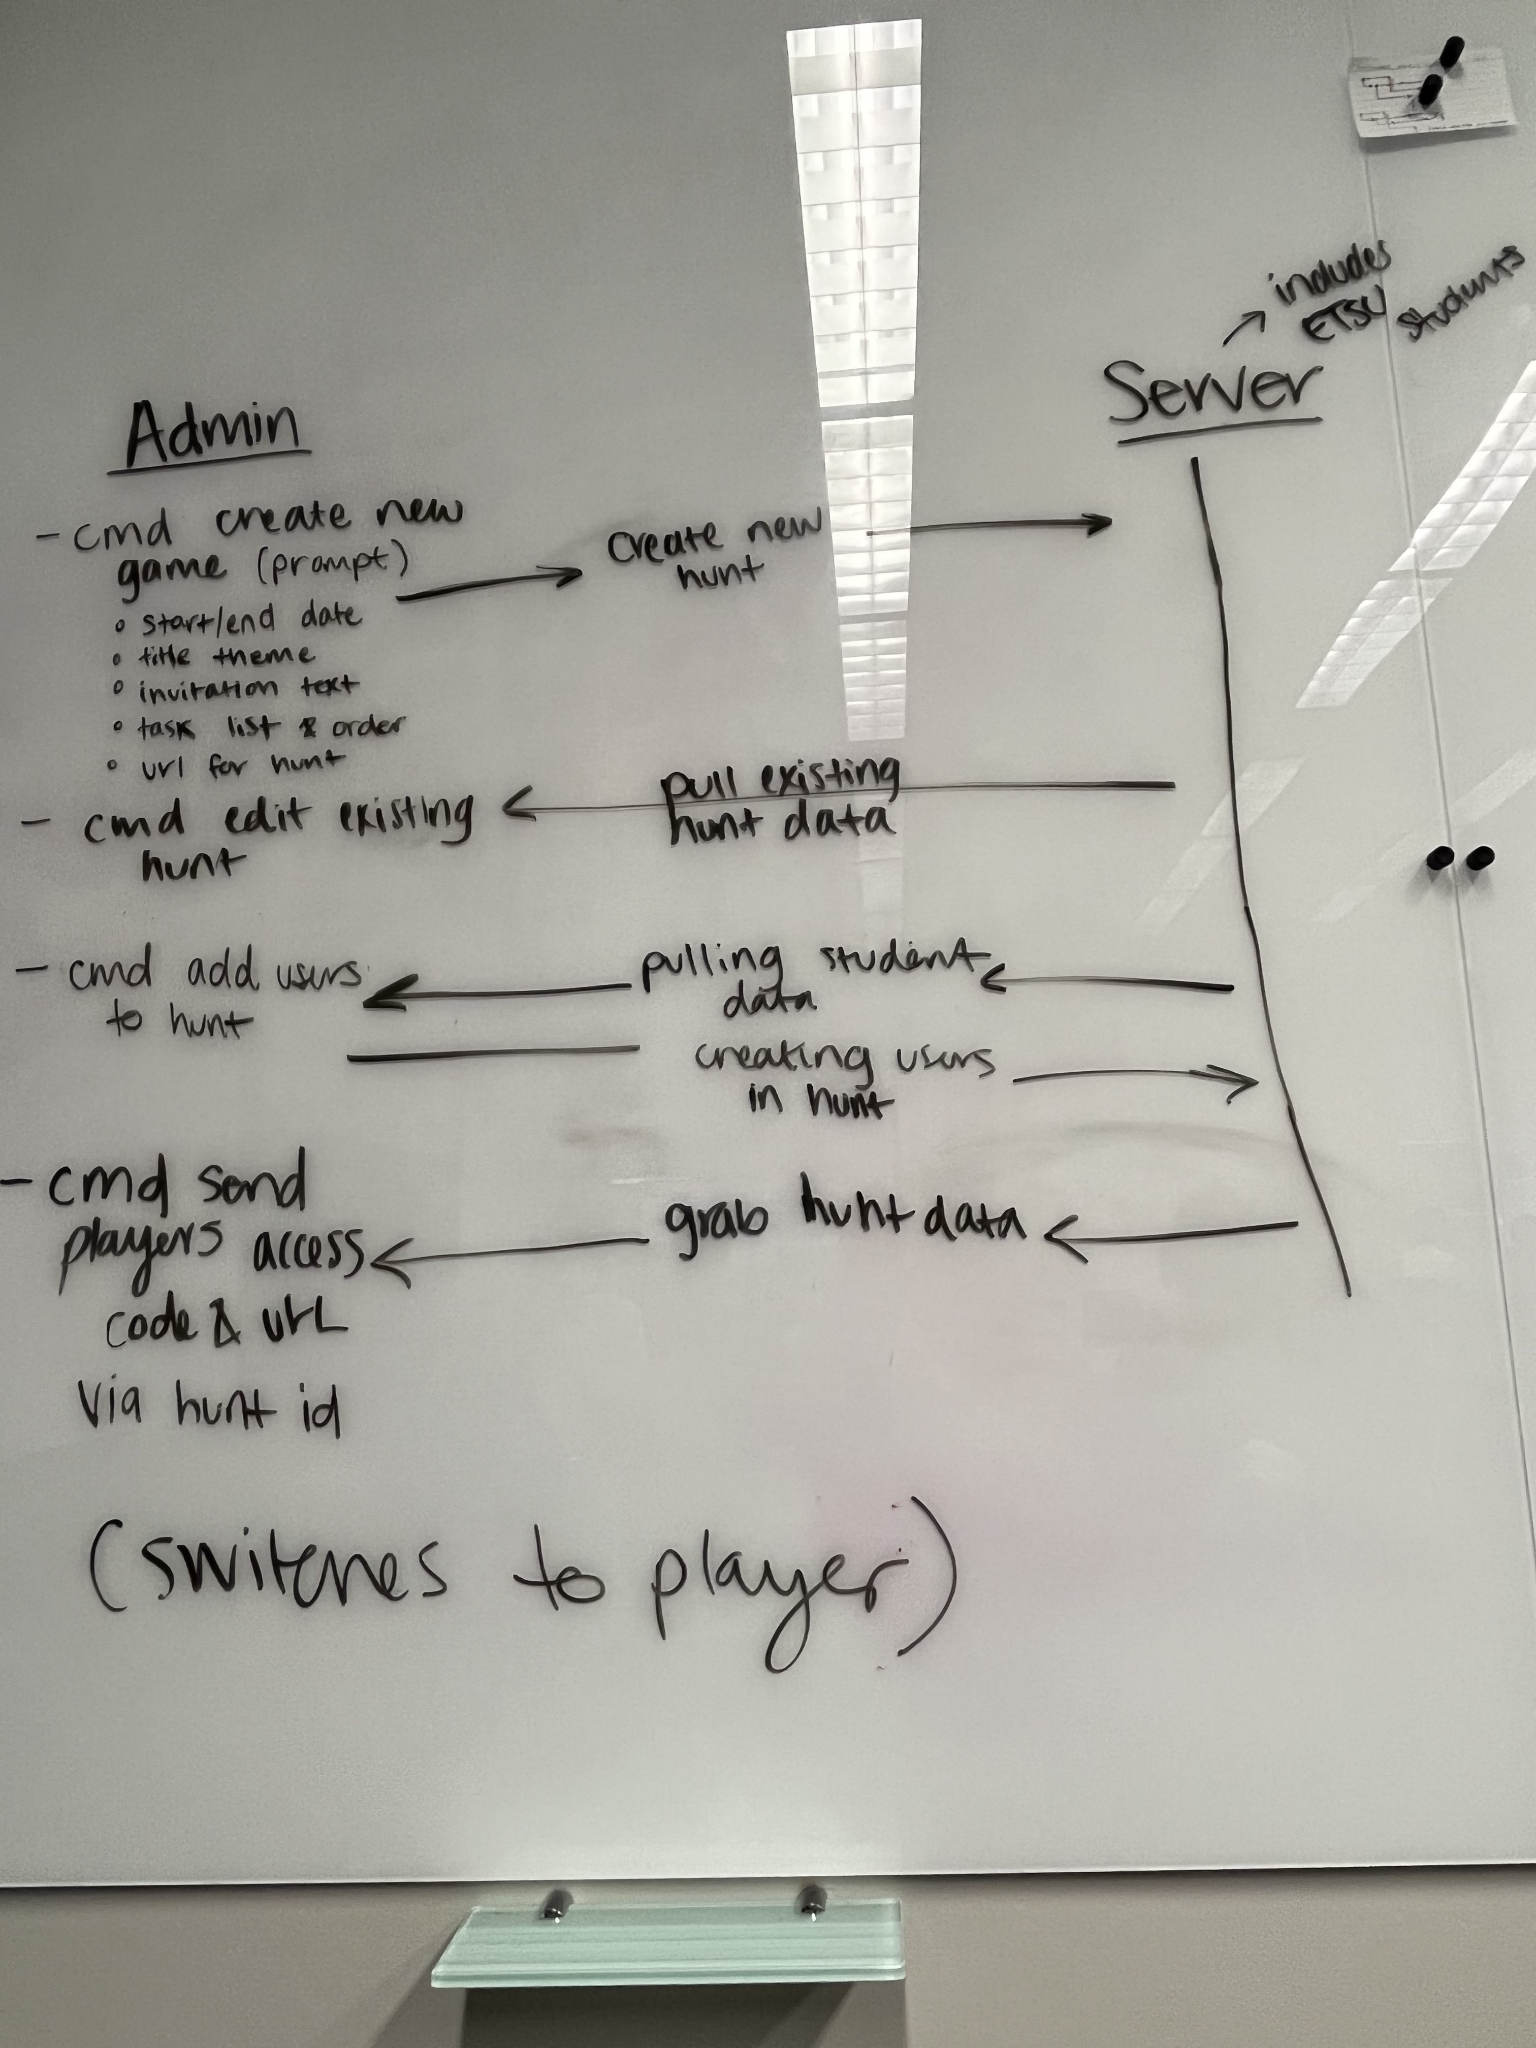 includes
ETSU students
Server
Admin
- cmd create new
game (prompt)
◦ start/end date
◦ title theme
◦ invitation text
◦ task list & order
◦ url for hunt
create new
hunt
- cmd edit existing
hunt
pull existing
hunt data
- cmd add users
to hunt
pulling student
data
creating users
in hunt
- cmd send
players access
code & url
via hunt id
grab hunt data
(switches to player)